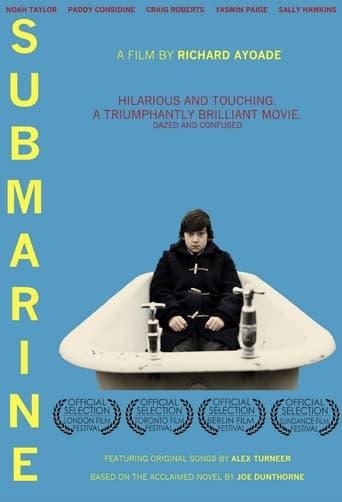 NOAH TAYLOR PADDY CONSIDINE CRAIG ROBERTS YASMIN PAIGE SALLY HAWKINS
SUBMARINE
A FILM BY RICHARD AYOADE
HILARIOUS AND TOUCHING.
A TRIUMPHANTLY BRILLIANT MOVIE.
DAZED AND CONFUSED
OFFICIAL
SELECTION
LONDON FILM
FESTIVAL
OFFICIAL
SELECTION
TORONTO FILM
FESTIVAL
OFFICIAL
SELECTION
BERLIN FILM
FESTIVAL
OFFICIAL
SELECTION
SUNDANCE FILM
FESTIVAL
FEATURING ORIGINAL SONGS BY ALEX TURNEER
BASED ON THE ACCLAIMED NOVEL BY JOE DUNTHORNE